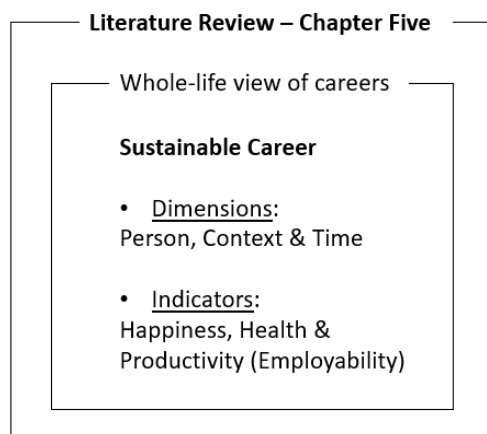 Literature Review – Chapter Five
Whole-life view of careers
Sustainable Career
• Dimensions:
Person, Context & Time
• Indicators:
Happiness, Health &
Productivity (Employability)